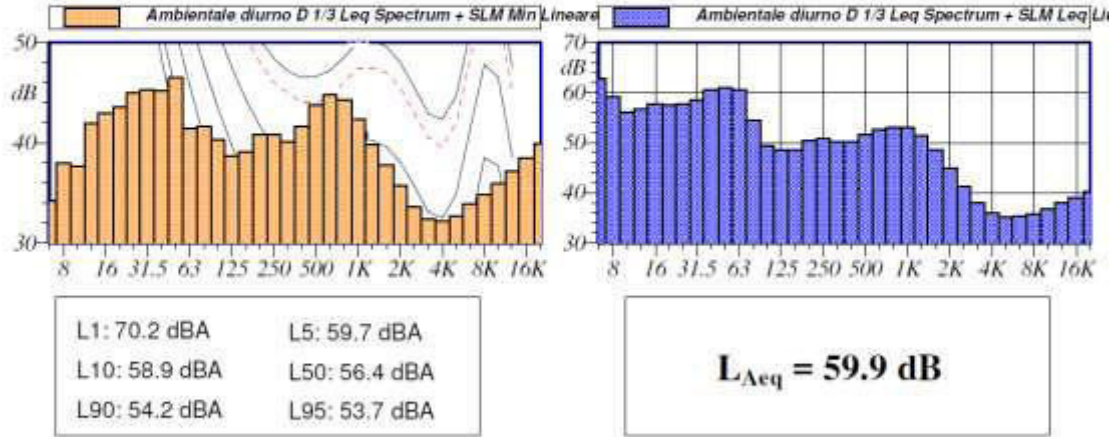 Ambientale diurno D 1/3 Leq Spectrum + SLM Min Lineare
Ambientale diurno D 1/3 Leq Spectrum + SLM Leq Li
50
dB
40
30
8 16 31.5 63 125 250 500 1K 2K 4K 8K 16K
70
dB
60
50
40
30
8 16 31.5 63 125 250 500 1K 2K 4K 8K 16K
L1: 70.2 dBA L5: 59.7 dBA
L10: 58.9 dBA L50: 56.4 dBA
L90: 54.2 dBA L95: 53.7 dBA
LAeq = 59.9 dB